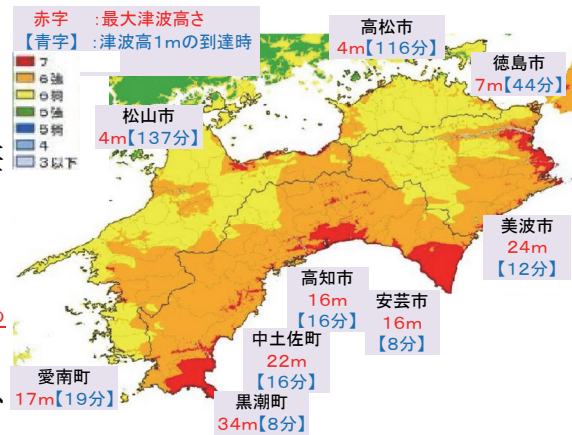 赤字　:最大津波高さ
【青字】:津波高1mの到達時
7
6強
6弱
5強
5弱
4
3以下
高松市
4m【116分】
徳島市
7m【44分】
松山市
4m【137分】
美波市
24m
【12分】
高知市
16m
【16分】
安芸市
16m
【8分】
中土佐町
22m
【16分】
愛南町
17m【19分】
黒潮町
34m【8分】